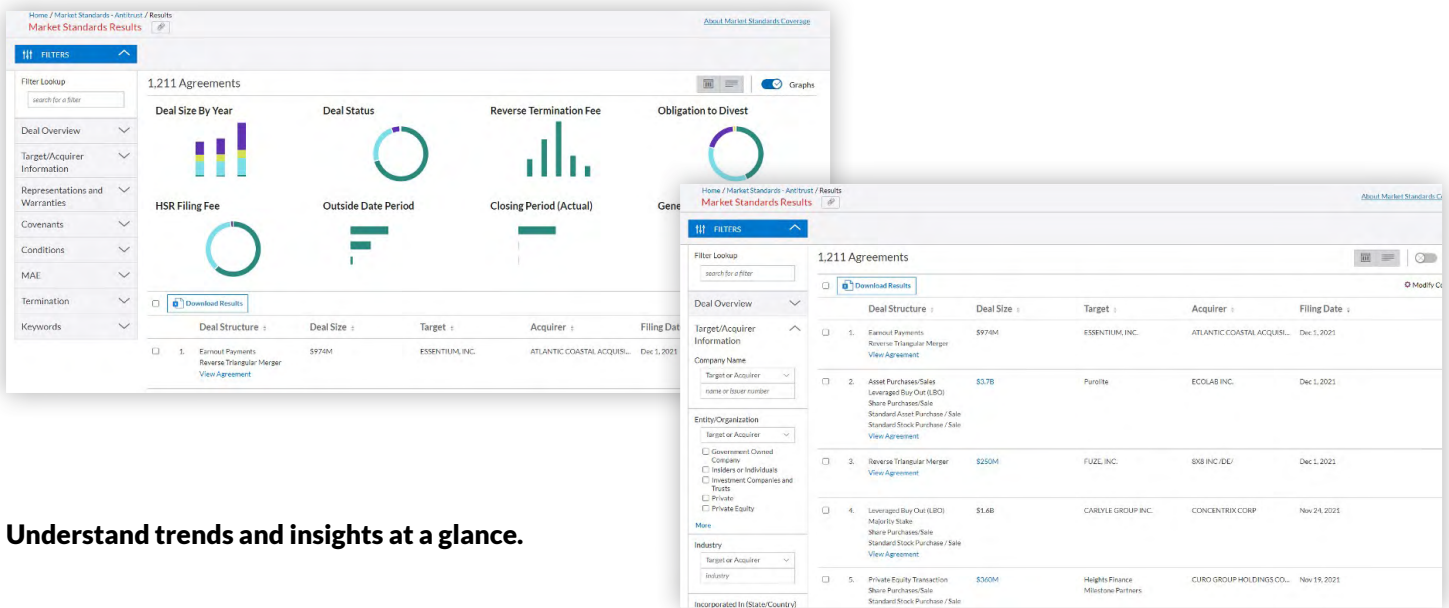 Home / Market Standards - Antitrust / Results
Market Standards Results
About Market Standards Coverage
FILTERS
Filter Lookup
search for a filter
Deal Overview
Target/Acquirer
Information
Representations and
Warranties
Covenants
Conditions
MAE
Termination
Keywords
1,211 Agreements
Graphs
Deal Size By Year
Deal Status
Reverse Termination Fee
Obligation to Divest
HSR Filing Fee
Outside Date Period
Closing Period (Actual)
Gene
Download Results
Deal Structure
Deal Size
Target
Acquirer
Filing Dat
1. Earnout Payments
Reverse Triangular Merger
View Agreement
$974M
ESSENTIUM, INC.
ATLANTIC COASTAL ACQUISI...
Dec 1, 2021
Home / Market Standards - Antitrust / Results
Market Standards Results
About Market Standards C
FILTERS
Filter Lookup
search for a filter
Deal Overview
Target/Acquirer
Information
Company Name
Target or Acquirer
name or issuer number
Entity/Organization
Target or Acquirer
Government Owned
Company
Insiders or Individuals
Investment Companies and
Trusts
Private
Private Equity
More
Industry
Target or Acquirer
Industry
Incorporated In (State/Country)
1,211 Agreements
Download Results
Modify Co
Deal Structure
Deal Size
Target
Acquirer
Filing Date
1. Earnout Payments
Reverse Triangular Merger
View Agreement
$974M
ESSENTIUM, INC.
ATLANTIC COASTAL ACQUISI...
Dec 1, 2021
2. Asset Purchases/Sales
Leveraged Buy Out (LBO)
Share Purchases/Sale
Standard Asset Purchase / Sale
Standard Stock Purchase / Sale
View Agreement
$3.7B
Purolite
ECOLAB INC.
Dec 1, 2021
3. Reverse Triangular Merger
View Agreement
$250M
FUZE, INC.
8X8 INC /DE/
Dec 1, 2021
4. Leveraged Buy Out (LBO)
Majority Stake
Share Purchases/Sale
Standard Stock Purchase / Sale
View Agreement
$1.6B
CARLYLE GROUP INC.
CONCENTRIX CORP
Nov 24, 2021
5. Private Equity Transaction
Share Purchases/Sale
Standard Stock Purchase / Sale
$360M
Heights Finance
Milestone Partners
CURO GROUP HOLDINGS CO...
Nov 19, 2021
Understand trends and insights at a glance.